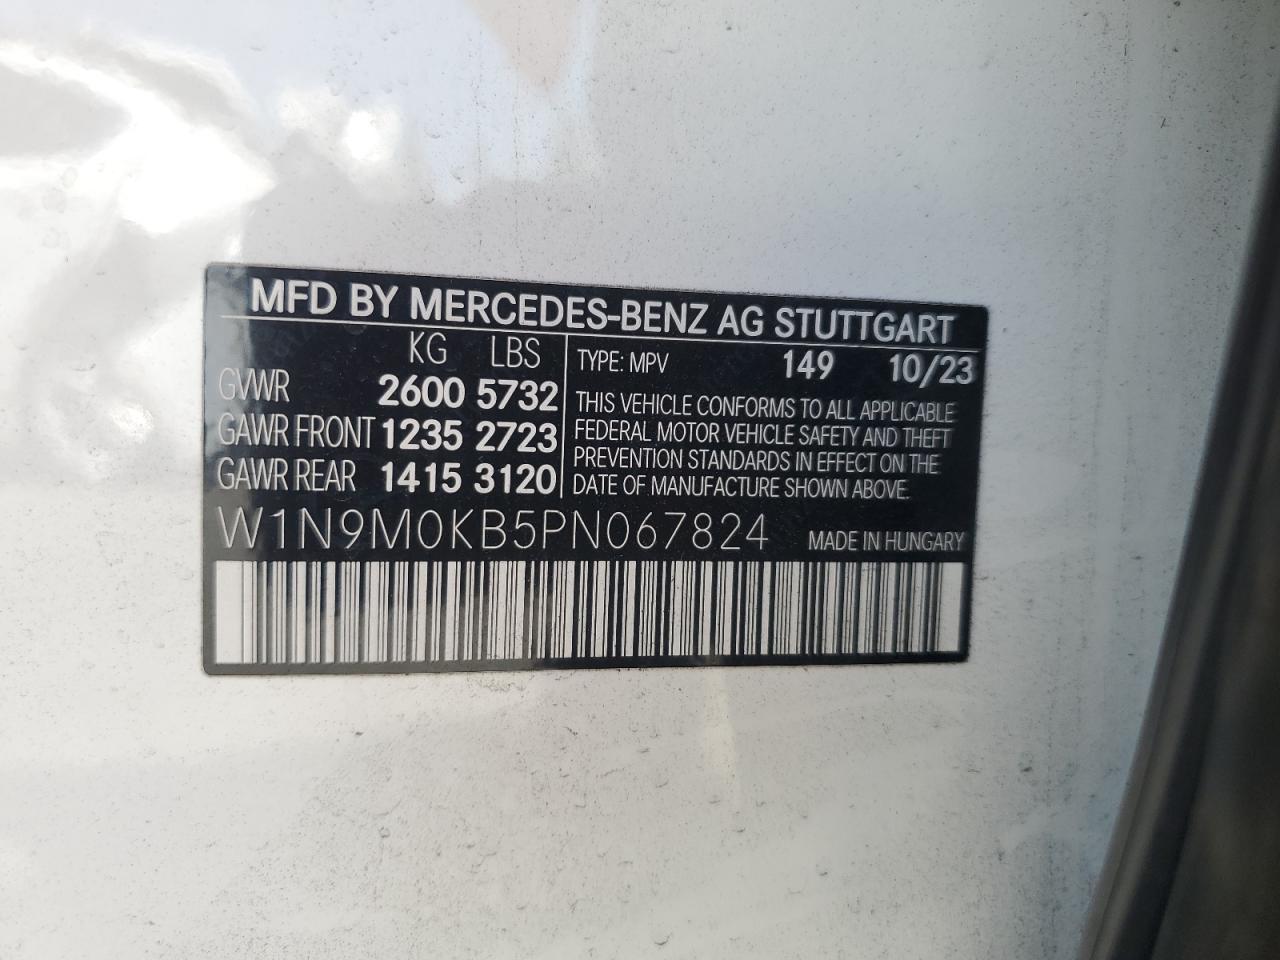 MFD BY MERCEDES-BENZ AG STUTTGART
KG LBS
GVWR 2600 5732
GAWR FRONT 1235 2723
GAWR REAR 1415 3120
TYPE: MPV 149 10/23
THIS VEHICLE CONFORMS TO ALL APPLICABLE
FEDERAL MOTOR VEHICLE SAFETY AND THEFT
PREVENTION STANDARDS IN EFFECT ON THE
DATE OF MANUFACTURE SHOWN ABOVE.
W1N9M0KB5PN067824 MADE IN HUNGARY